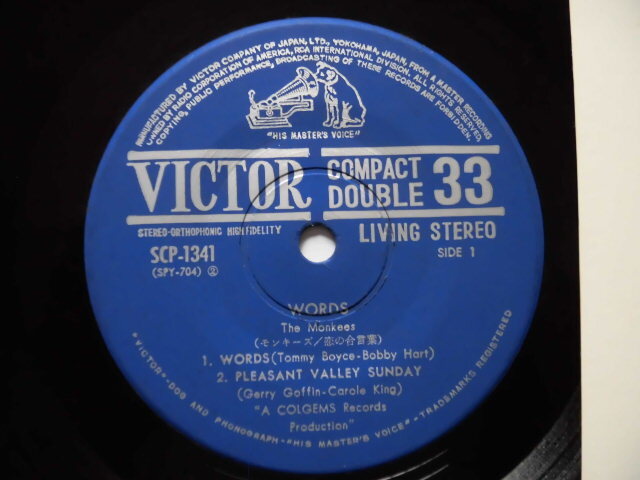 MANUFACTURED BY VICTOR COMPANY OF JAPAN, LTD., YOKOHAMA, JAPAN, FROM A MASTER RECORDING
OWNED BY RADIO CORPORATION OF AMERICA, RCA INTERNATIONAL DIVISION. ALL RIGHTS RESERVED.
COPYING, PUBLIC PERFORMANCE, BROADCASTING OF THESE RECORDS ARE FORBIDDEN.
"HIS MASTER'S VOICE"
VICTOR COMPACT DOUBLE 33
STEREO-ORTHOPHONIC HIGH FIDELITY
LIVING STEREO
SCP-1341
SIDE 1
(SPY-704) ②
WORDS
The Monkees
(モンキーズ/恋の合言葉)
1. WORDS (Tommy Boyce-Bobby Hart)
2. PLEASANT VALLEY SUNDAY
(Gerry Goffin-Carole King)
"A COLGEMS Records
Production"
"VICTOR"-DOG AND PHONOGRAPH-"HIS MASTER'S VOICE"-TRADEMARKS REGISTERED